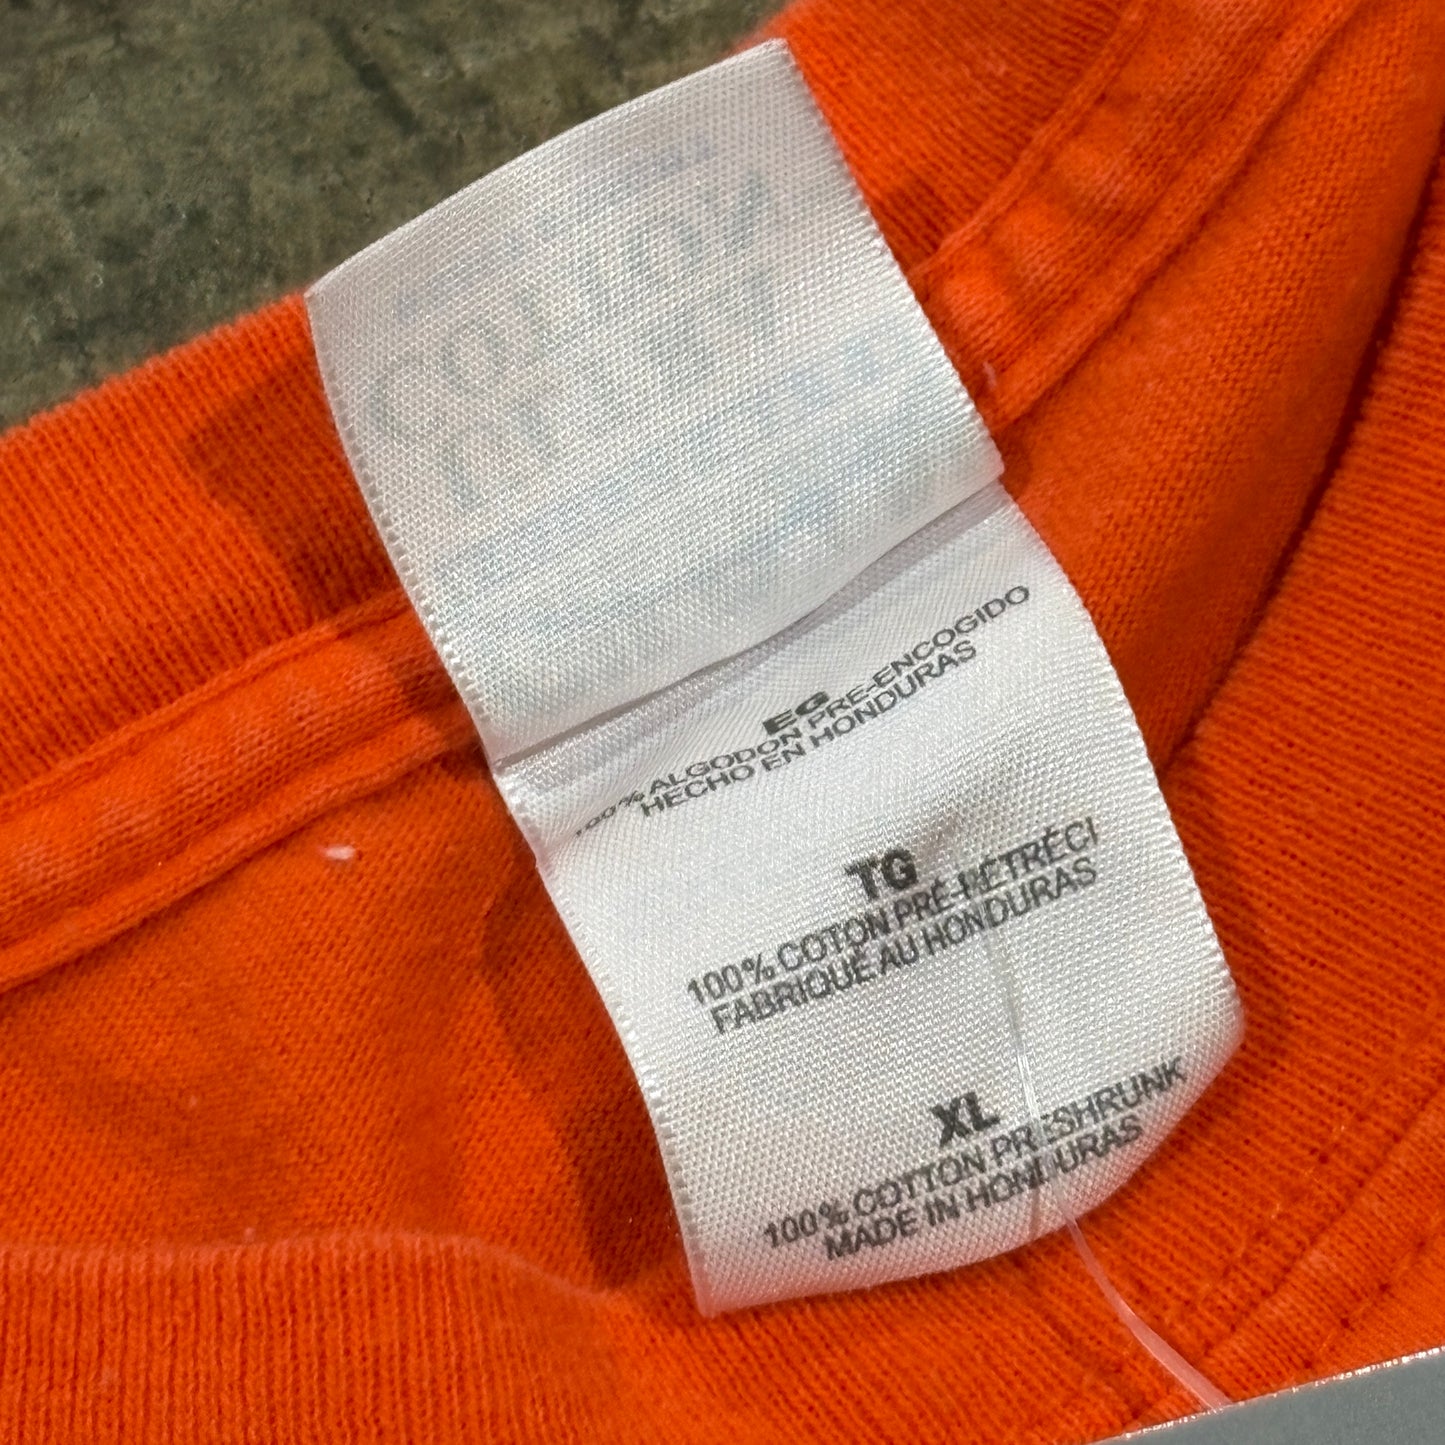 EG
100% ALGODON PRE-ENCOGIDO
HECHO EN HONDURAS
TG
100% COTON PRÉ-RÉTRÉCI
FABRIQUÉ AU HONDURAS
XL
100% COTTON PRESHRUNK
MADE IN HONDURAS